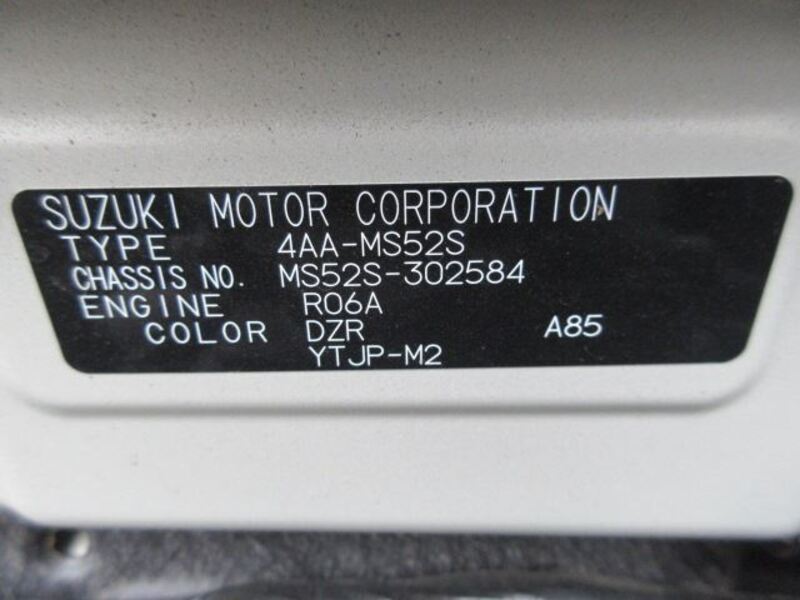 SUZUKI MOTOR CORPORATION
TYPE 4AA-MS52S
CHASSIS NO. MS52S-302584
ENGINE R06A
COLOR DZR A85
YTJP-M2